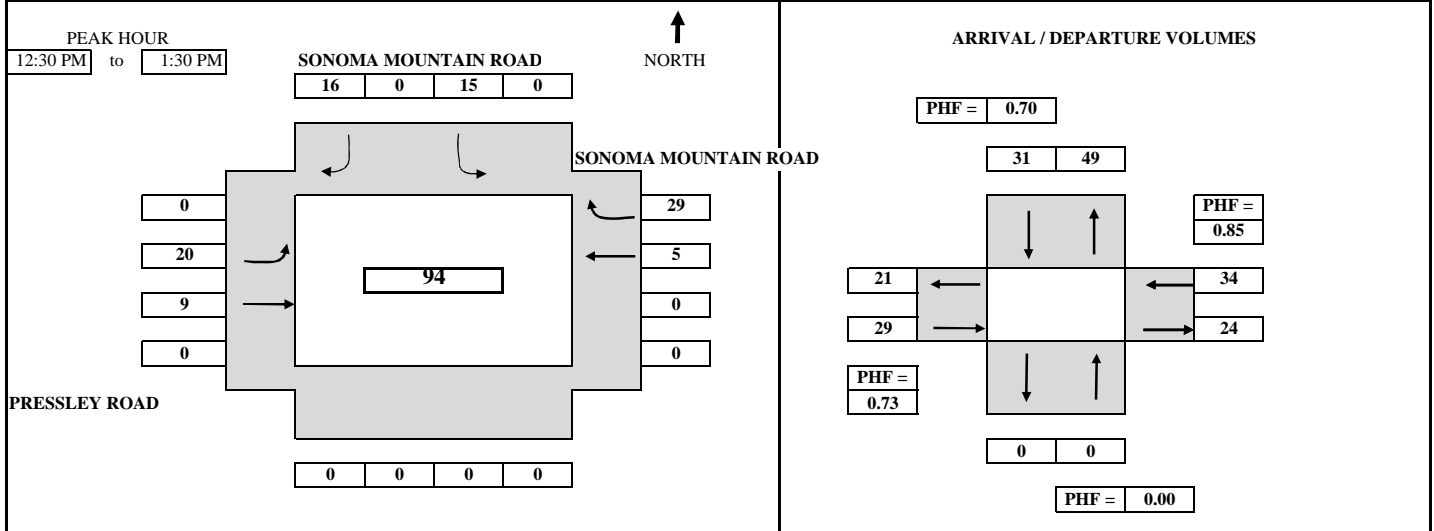 PEAK HOUR
12:30 PM to 1:30 PM
SONOMA MOUNTAIN ROAD
NORTH
16 0 15 0
SONOMA MOUNTAIN ROAD
0
20
9
0
94
29
5
0
0
PRESSLEY ROAD
0 0 0 0
ARRIVAL / DEPARTURE VOLUMES
PHF = 0.70
31 49
PHF =
0.85
21
29
34
24
PHF =
0.73
0 0
PHF = 0.00